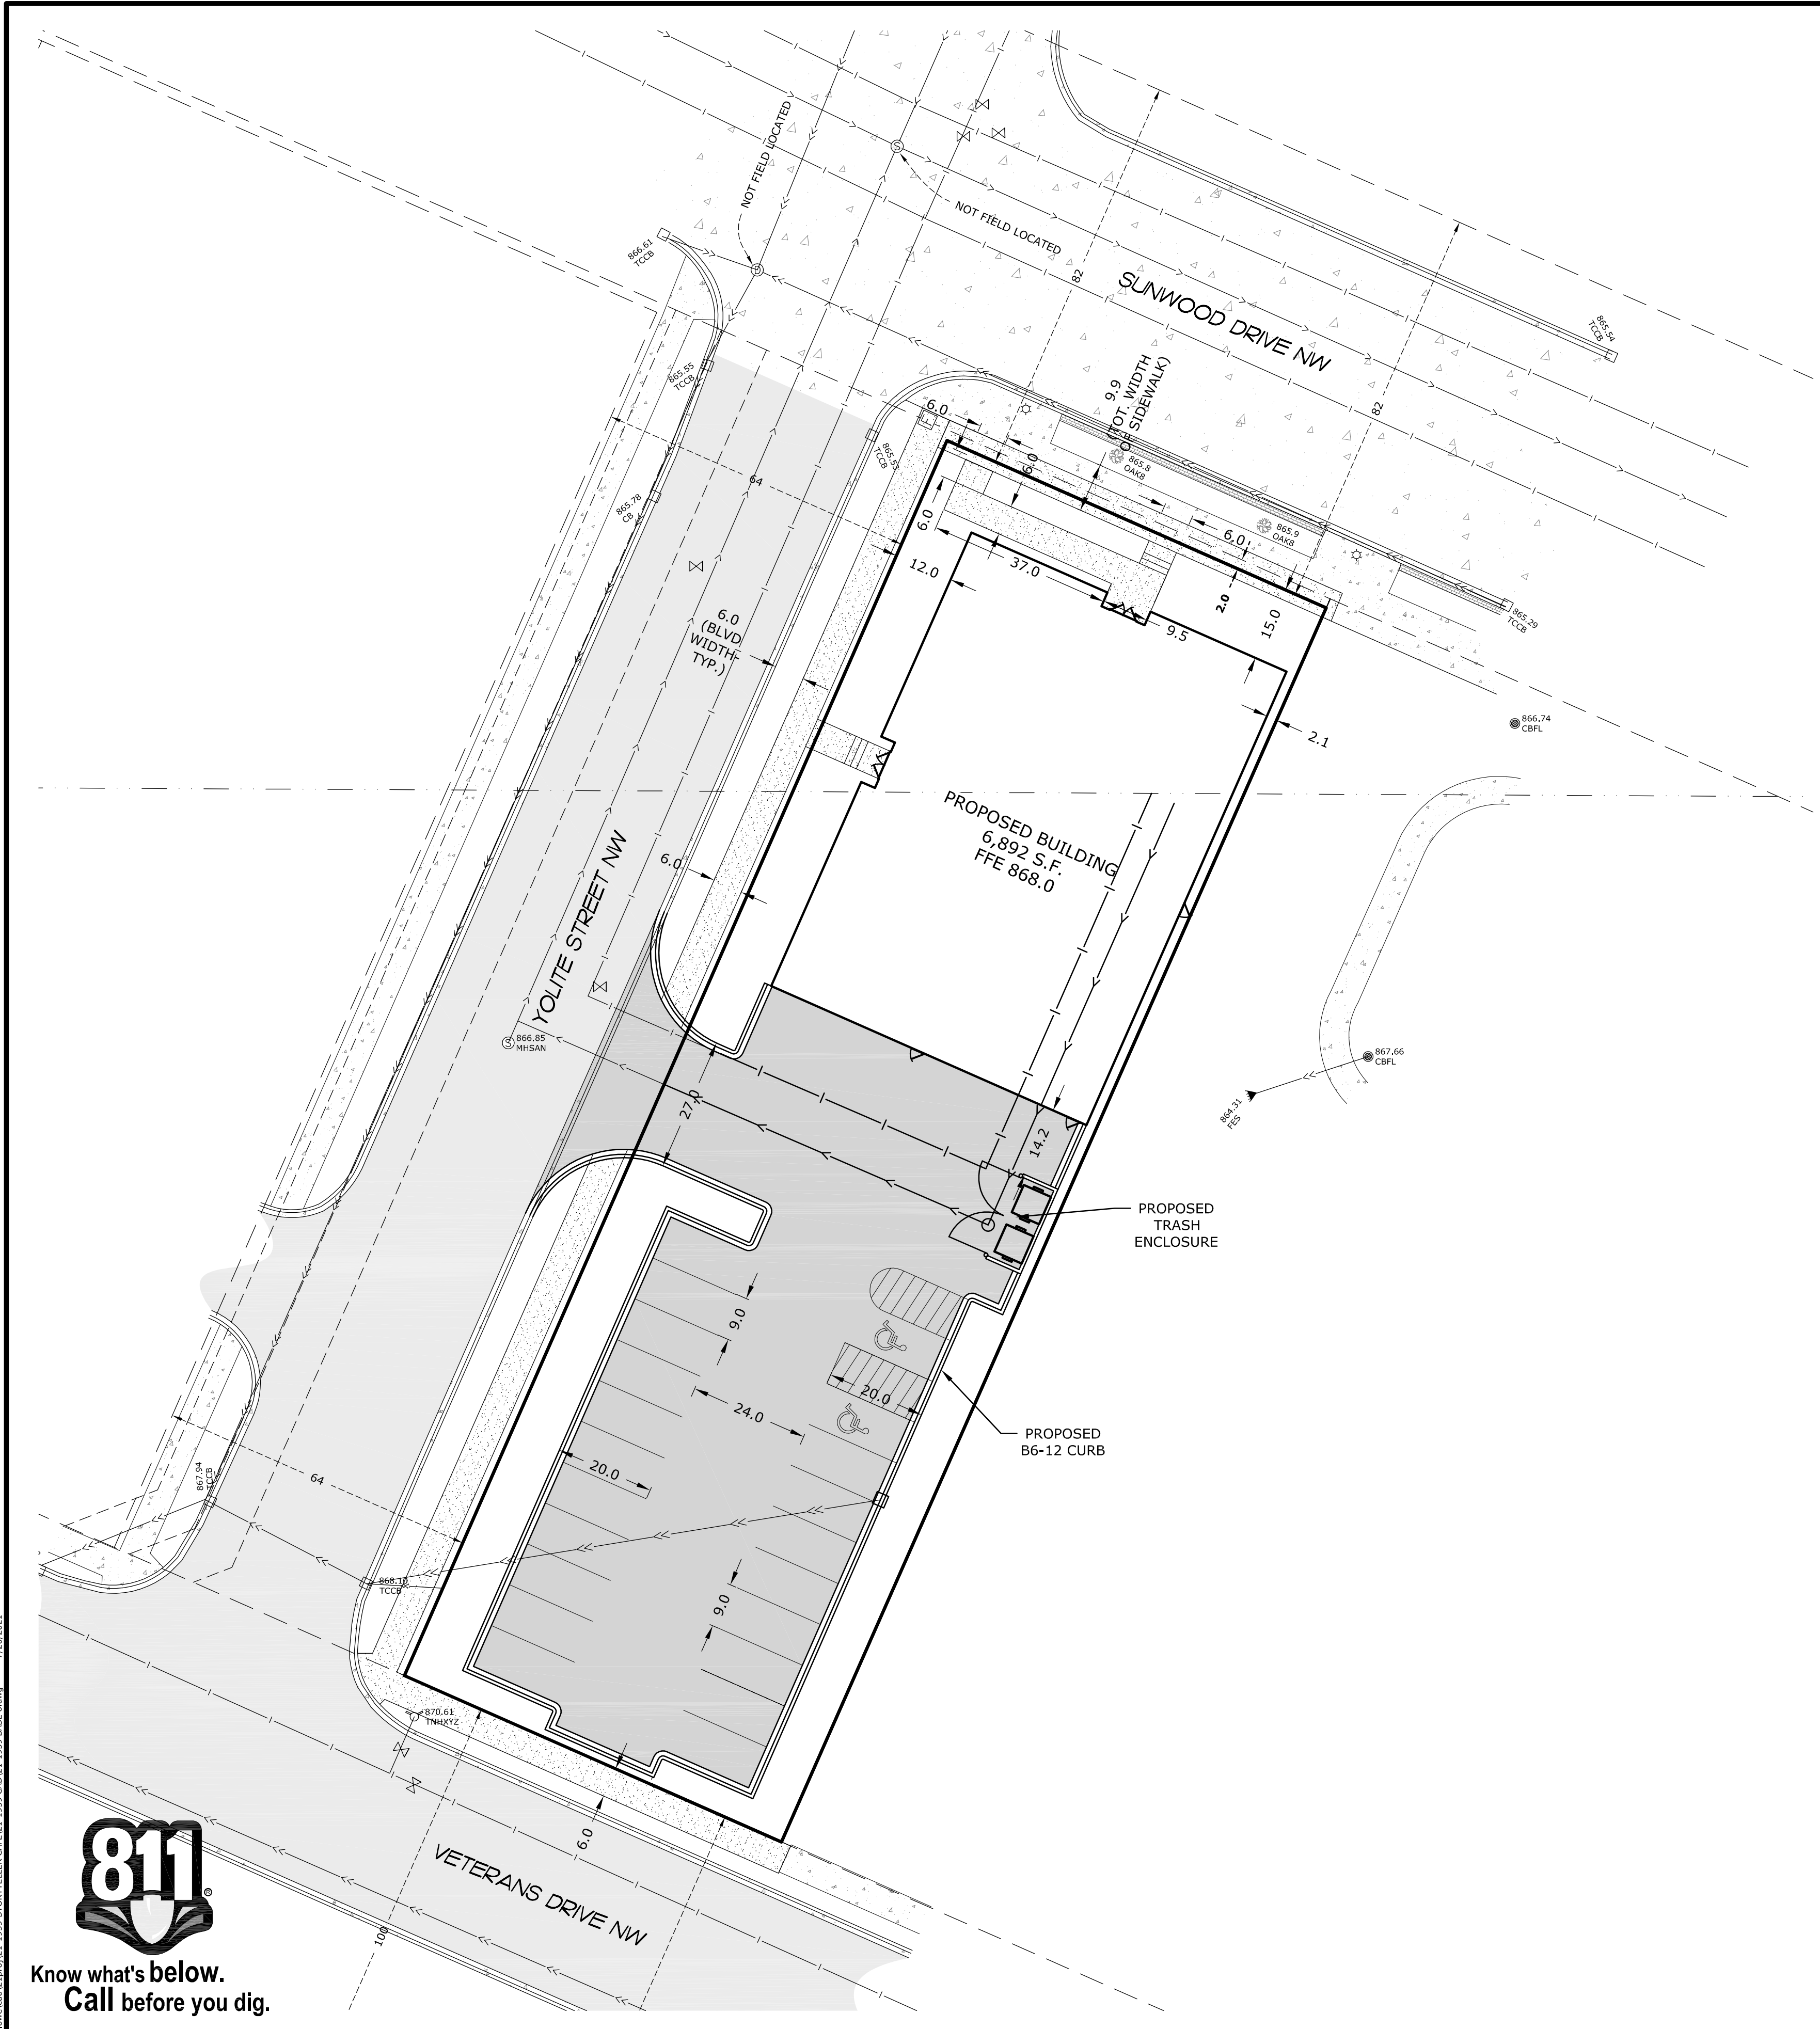 NOT FIELD LOCATED
NOT FIELD LOCATED
866.61
TCCB
82
SUNWOOD DRIVE NW
82
865.54
TCCB
865.55
TCCB
9.9
(TOT. WIDTH
OF SIDEWALK)
6.0
F
865.53
TCCB
6.0
865.8
OAK8
64
865.78
CB
6.0
6.0
865.9
OAK8
12.0
37.0
2.0
15.0
9.5
865.29
TCCB
6.0
(BLVD
WIDTH-
TYP.)
2.1
866.74
CBFL
PROPOSED BUILDING
6,892 S.F.
FFE 868.0
6.0
YOLITE STREET NW
S
866.85
MHSAN
867.66
CBFL
864.31
FES
27.0
14.2
PROPOSED
TRASH
ENCLOSURE
9.0
20.0
24.0
PROPOSED
B6-12 CURB
20.0
867.94
TCCB
64
868.10
TCCB
9.0
870.61
TNHXYZ
6.0
VETERANS DRIVE NW
100
811
®
Know what's below.
Call before you dig.